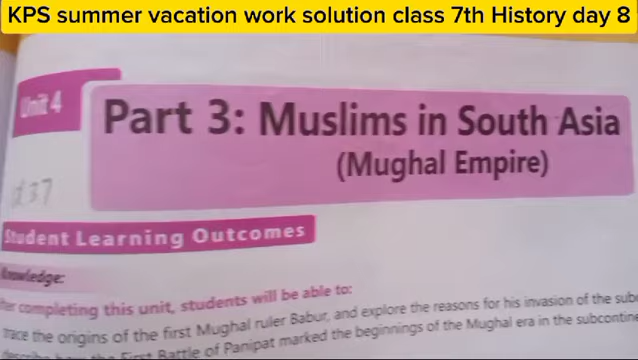 KPS summer vacation work solution class 7th History day 8
Unit 4
Part 3: Muslims in South Asia
(Mughal Empire)
37
Student Learning Outcomes
Knowledge:
completing this unit, students will be able to:
trace the origins of the first Mughal ruler Babur, and explore the reasons for his invasion of the
the First Battle of Panipat marked the beginnings of the Mughal era in the